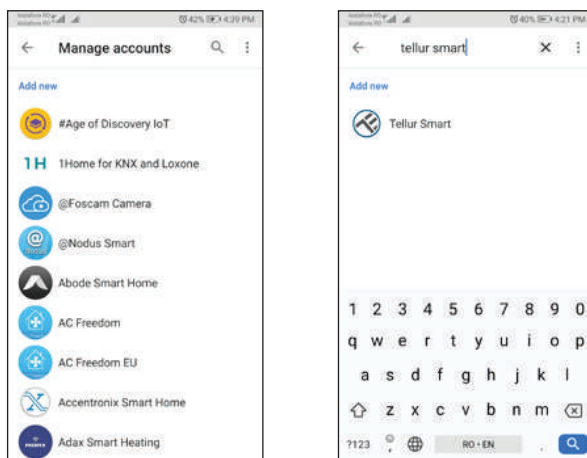 42% 4:39 PM
Manage accounts
Add new
#Age of Discovery IoT
1H 1Home for KNX and Loxone
@Foscam Camera
@Nodus Smart
Abode Smart Home
AC Freedom
AC Freedom EU
Accentronix Smart Home
Adax Smart Heating
40% 4:21 PM
tellur smart
Add new
Tellur Smart
1 2 3 4 5 6 7 8 9 0
q w e r t y u i o p
a s d f g h j k l
z x c v b n m
?123 , RO • EN .